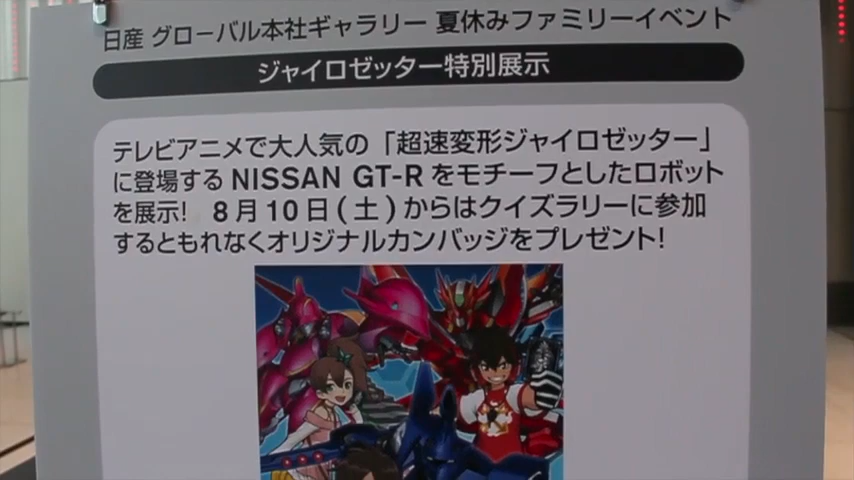 日産 グローバル本社ギャラリー 夏休みファミリーイベント
ジャイロゼッター特別展示
テレビアニメで大人気の「超速変形ジャイロゼッター」
に登場する NISSAN GT-R をモチーフとしたロボット
を展示! 8月10日(土)からはクイズラリーに参加
するともれなくオリジナルカンバッジをプレゼント!